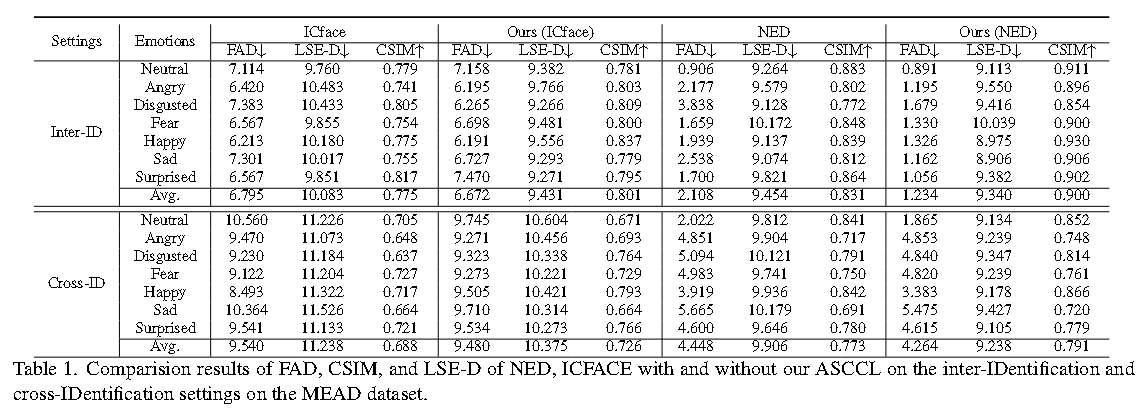 Settings Emotions ICface Ours (ICface) NED Ours (NED)
FAD↓ LSE-D↓ CSIM↑ FAD↓ LSE-D↓ CSIM↑ FAD↓ LSE-D↓ CSIM↑ FAD↓ LSE-D↓ CSIM↑
Inter-ID
Neutral 7.114 9.760 0.779 7.158 9.382 0.781 0.906 9.264 0.883 0.891 9.113 0.911
Angry 6.420 10.483 0.741 6.195 9.766 0.803 2.177 9.579 0.802 1.195 9.550 0.896
Disgusted 7.383 10.433 0.805 6.265 9.266 0.809 3.838 9.128 0.772 1.679 9.416 0.854
Fear 6.567 9.855 0.754 6.698 9.481 0.800 1.659 10.172 0.848 1.330 10.039 0.900
Happy 6.213 10.180 0.775 6.191 9.556 0.837 1.939 9.137 0.839 1.326 8.975 0.930
Sad 7.301 10.017 0.755 6.727 9.293 0.779 2.538 9.074 0.812 1.162 8.906 0.906
Surprised 6.567 9.851 0.817 7.470 9.271 0.795 1.700 9.821 0.864 1.056 9.382 0.902
Avg. 6.795 10.083 0.775 6.672 9.431 0.801 2.108 9.454 0.831 1.234 9.340 0.900
Cross-ID
Neutral 10.560 11.226 0.705 9.745 10.604 0.671 2.022 9.812 0.841 1.865 9.134 0.852
Angry 9.470 11.073 0.648 9.271 10.456 0.693 4.851 9.904 0.717 4.853 9.239 0.748
Disgusted 9.230 11.184 0.637 9.323 10.338 0.764 5.094 10.121 0.791 4.840 9.347 0.814
Fear 9.122 11.204 0.727 9.273 10.221 0.729 4.983 9.741 0.750 4.820 9.239 0.761
Happy 8.493 11.322 0.717 9.505 10.421 0.793 3.919 9.936 0.842 3.383 9.178 0.866
Sad 10.364 11.526 0.664 9.710 10.314 0.664 5.665 10.179 0.691 5.475 9.427 0.720
Surprised 9.541 11.133 0.721 9.534 10.273 0.766 4.600 9.646 0.780 4.615 9.105 0.779
Avg. 9.540 11.238 0.688 9.480 10.375 0.726 4.448 9.906 0.773 4.264 9.238 0.791
Table 1. Comparision results of FAD, CSIM, and LSE-D of NED, ICFACE with and without our ASCCL on the inter-IDentification and
cross-IDentification settings on the MEAD dataset.